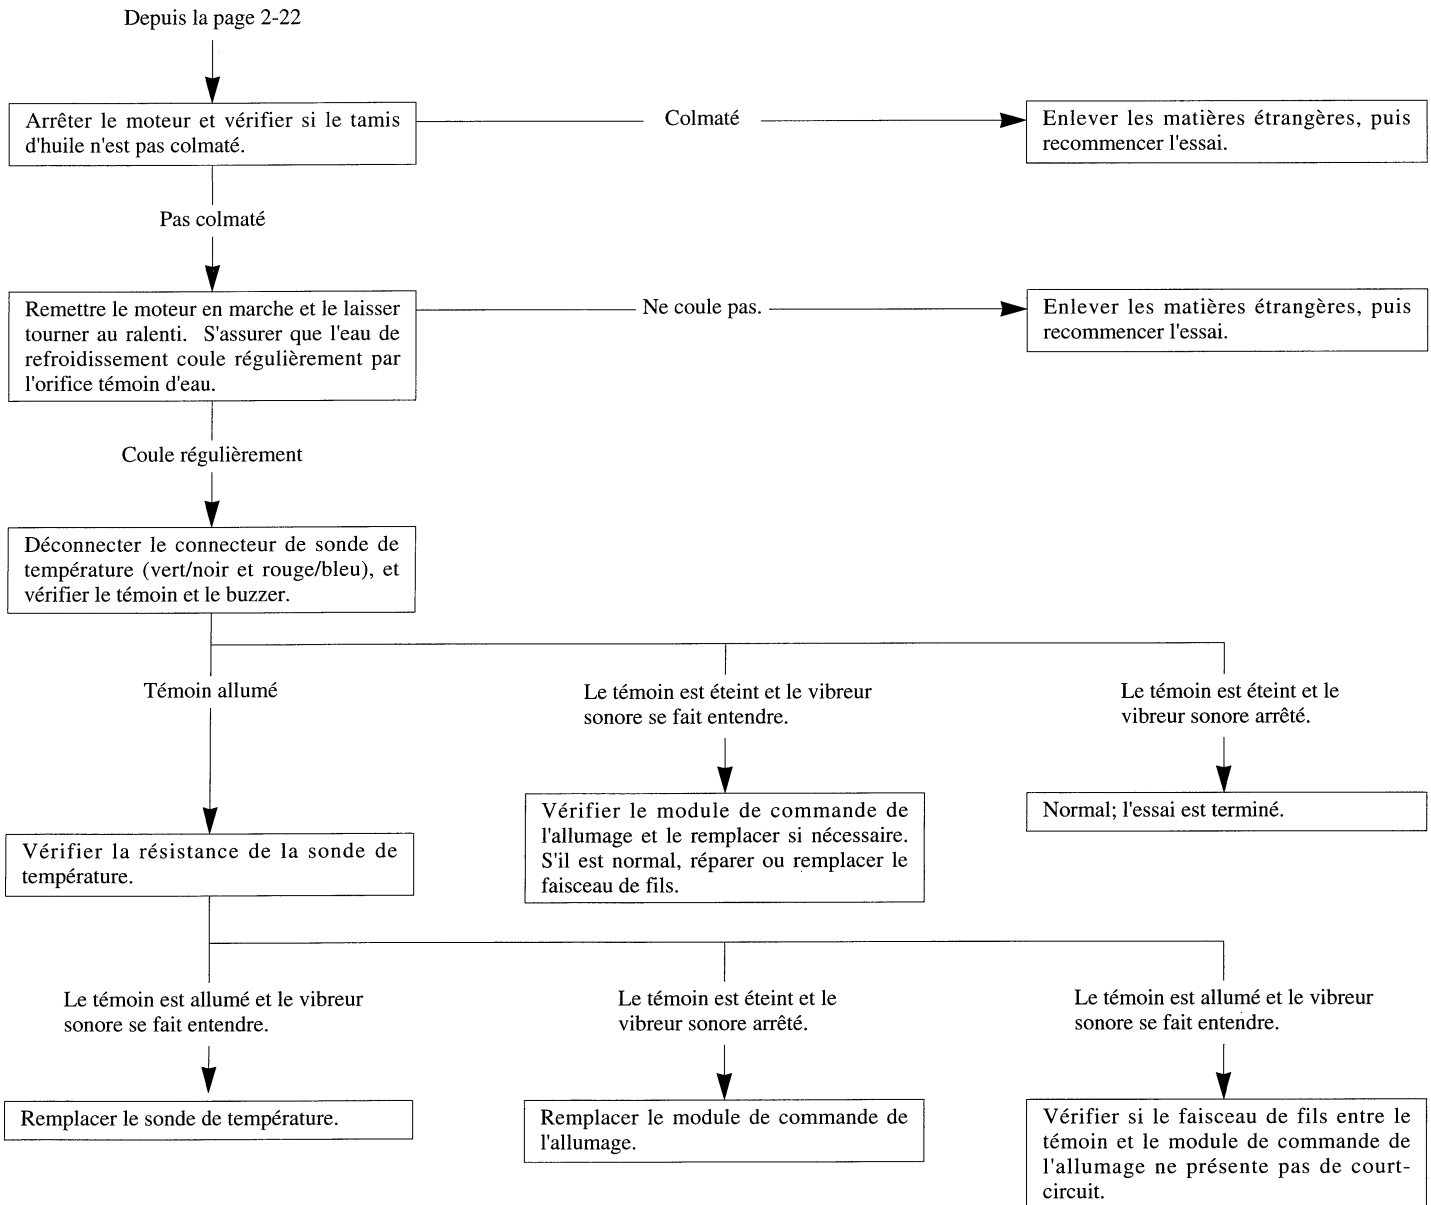 Depuis la page 2-22
Arrêter le moteur et vérifier si le tamis
d'huile n'est pas colmaté.
Colmaté
Enlever les matières étrangères, puis
recommencer l'essai.
Pas colmaté
Remettre le moteur en marche et le laisser
tourner au ralenti. S'assurer que l'eau de
refroidissement coule régulièrement par
l'orifice témoin d'eau.
Ne coule pas.
Enlever les matières étrangères, puis
recommencer l'essai.
Coule régulièrement
Déconnecter le connecteur de sonde de
température (vert/noir et rouge/bleu), et
vérifier le témoin et le buzzer.
Témoin allumé
Le témoin est éteint et le vibreur
sonore se fait entendre.
Le témoin est éteint et le
vibreur sonore arrêté.
Vérifier le module de commande de
l'allumage et le remplacer si nécessaire.
S'il est normal, réparer ou remplacer le
faisceau de fils.
Normal; l'essai est terminé.
Vérifier la résistance de la sonde de
température.
Le témoin est allumé et le vibreur
sonore se fait entendre.
Le témoin est éteint et le
vibreur sonore arrêté.
Le témoin est allumé et le vibreur
sonore se fait entendre.
Remplacer le sonde de température.
Remplacer le module de commande de
l'allumage.
Vérifier si le faisceau de fils entre le
témoin et le module de commande de
l'allumage ne présente pas de court-
circuit.